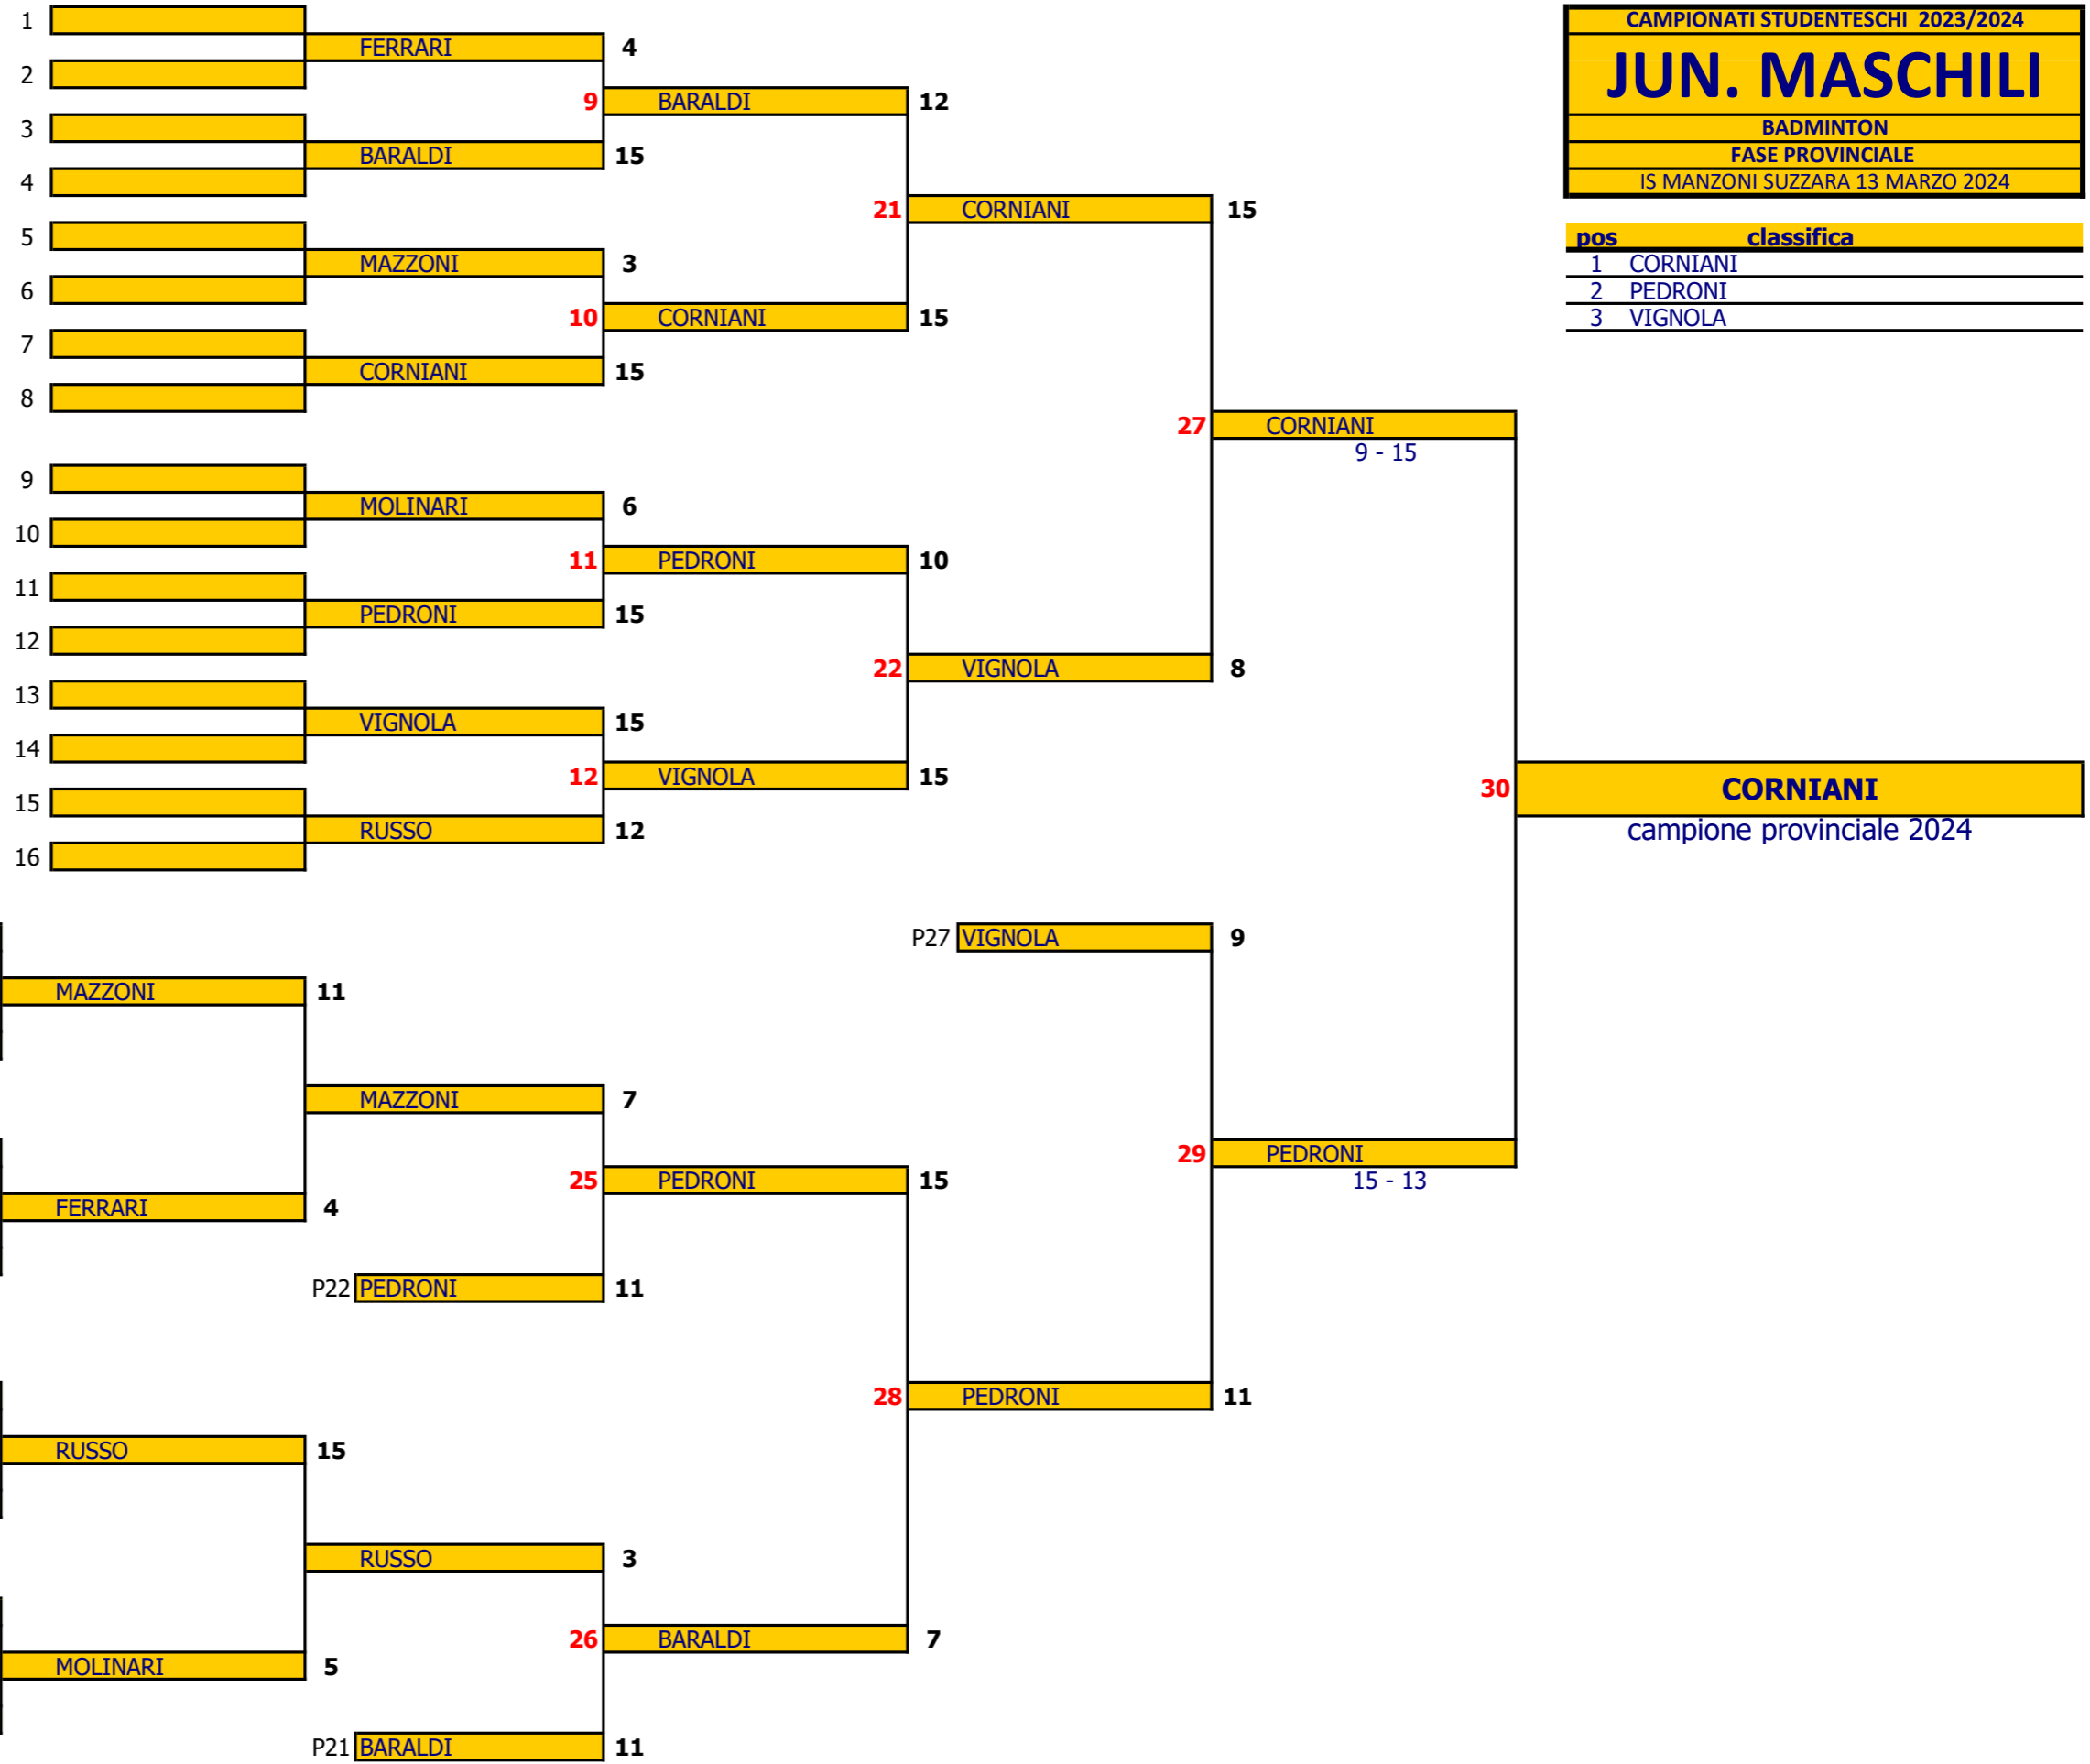 1
FERRARI 4
2
9 BARALDI 12
3
BARALDI 15
4
21 CORNIANI 15
5
MAZZONI 3
6
10 CORNIANI 15
7
CORNIANI 15
8
27 CORNIANI
9 - 15
9
MOLINARI 6
10
11 PEDRONI 10
11
PEDRONI 15
12
22 VIGNOLA 8
13
VIGNOLA 15
14
12 VIGNOLA 15
15
RUSSO 12
16
30 CORNIANI
campione provinciale 2024
CAMPIONATI STUDENTESCHI 2023/2024
JUN. MASCHILI
BADMINTON
FASE PROVINCIALE
IS MANZONI SUZZARA 13 MARZO 2024
pos classifica
1 CORNIANI
2 PEDRONI
3 VIGNOLA
P27 VIGNOLA 9
MAZZONI 11
MAZZONI 7
29 PEDRONI
15 - 13
25 PEDRONI 15
FERRARI 4
P22 PEDRONI 11
28 PEDRONI 11
RUSSO 15
RUSSO 3
26 BARALDI 7
MOLINARI 5
P21 BARALDI 11